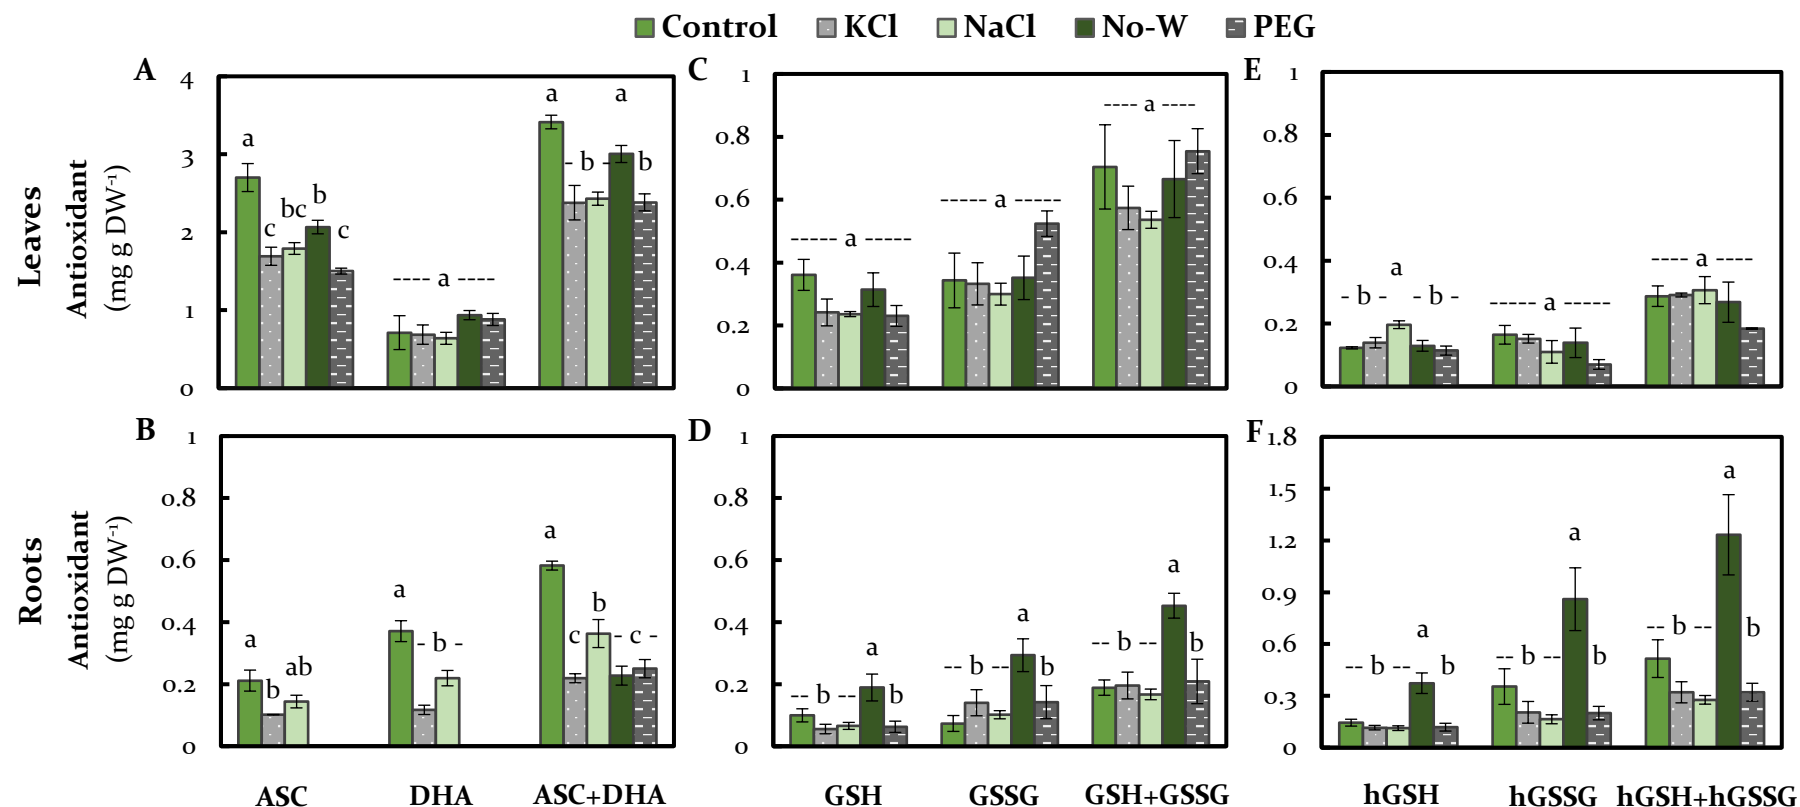 Control KCl NaCl No-W PEG
Leaves
Antioxidant
(mg g DW⁻¹)
A
4
3
2
1
0
a
c
bc
b
c
---- a ----
a
- b -
a
b
C
1
0.8
0.6
0.4
0.2
0
---- a ----
---- a ----
---- a ----
E
1
0.8
0.6
0.4
0.2
0
- b -
a
- b -
---- a ----
---- a ----
Roots
Antioxidant
(mg g DW⁻¹)
B
1
0.8
0.6
0.4
0.2
0
a
b
ab
a
- b -
a
c
b
- c -
ASC DHA ASC+DHA
D
1
0.8
0.6
0.4
0.2
0
-- b --
a
b
-- b --
a
b
-- b --
a
b
GSH GSSG GSH+GSSG
F
1.8
1.5
1.2
0.9
0.6
0.3
0
-- b --
a
b
-- b --
a
b
-- b --
a
b
hGSH hGSSG hGSH+hGSSG